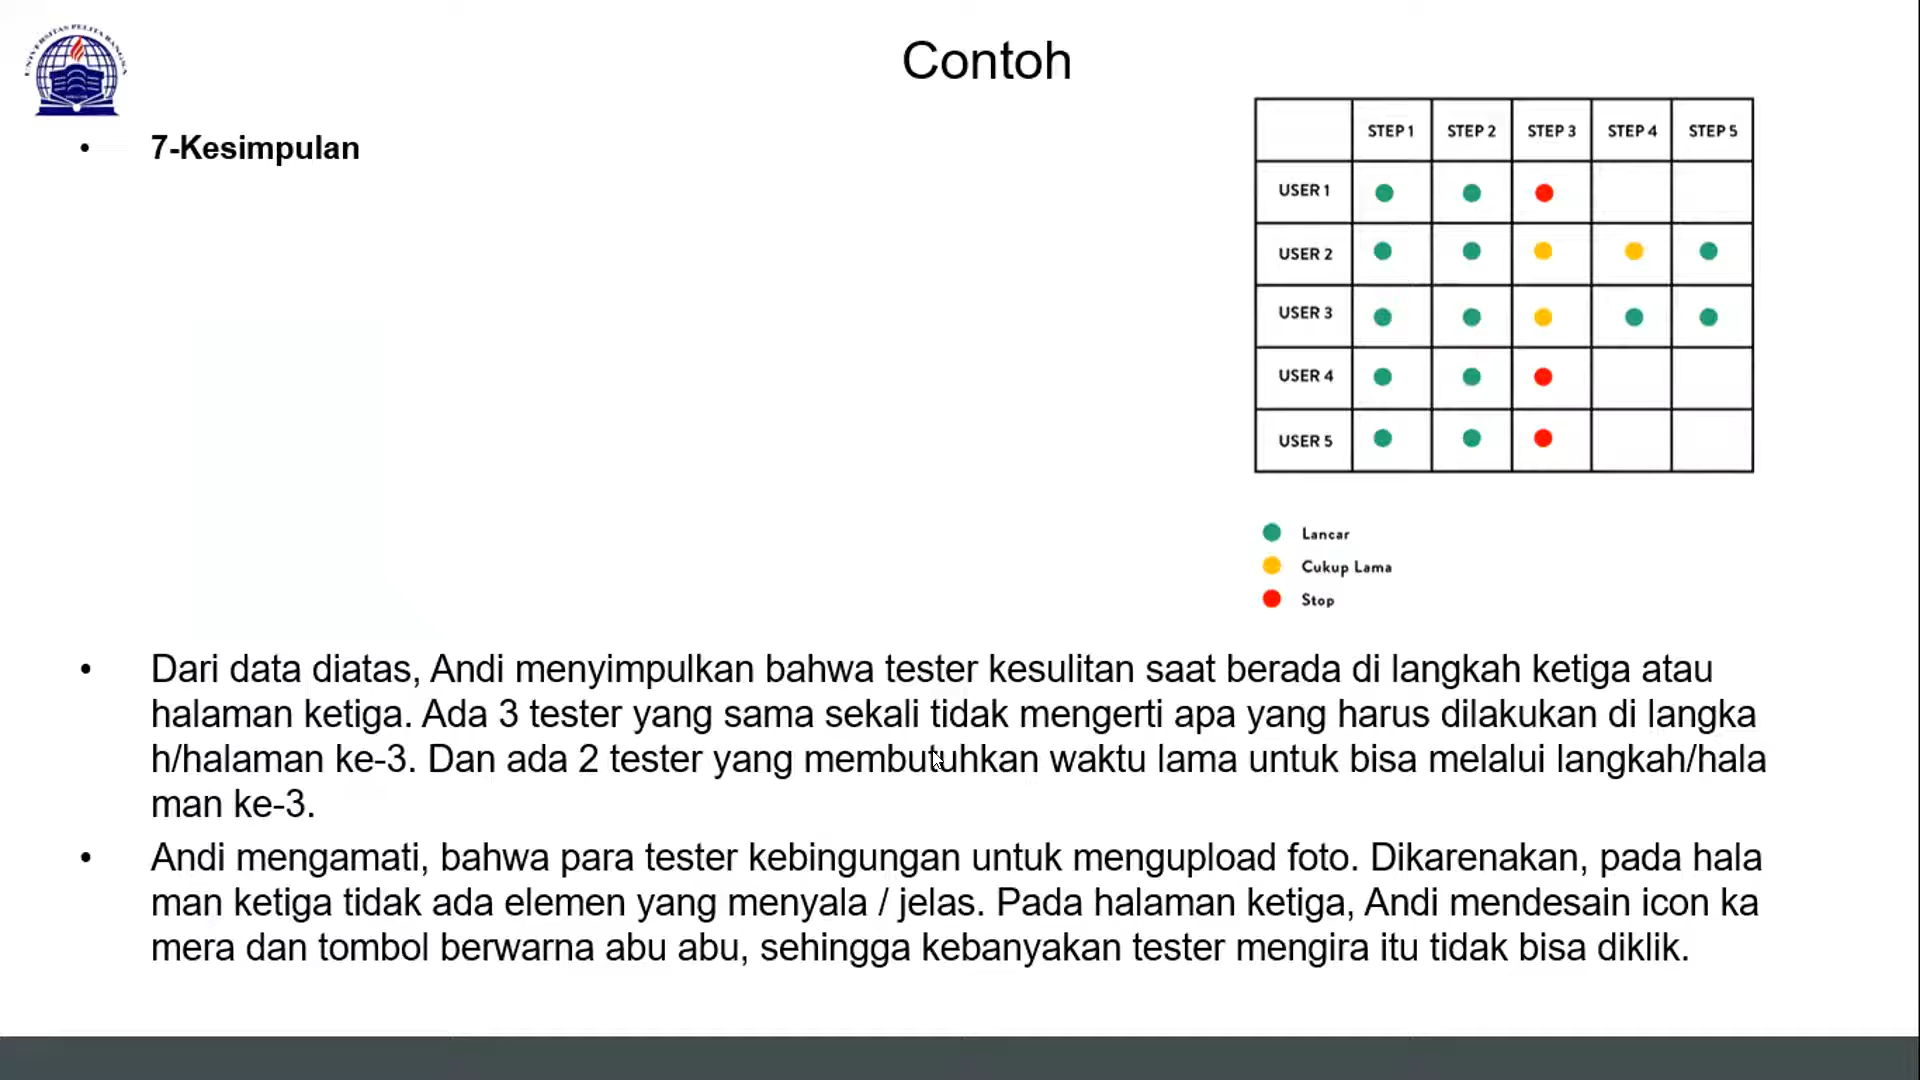 UNIVERSITAS PELITA BANGSA
Contoh
• 7-Kesimpulan
STEP 1 STEP 2 STEP 3 STEP 4 STEP 5
USER 1
USER 2
USER 3
USER 4
USER 5
Lancar
Cukup Lama
Stop
• Dari data diatas, Andi menyimpulkan bahwa tester kesulitan saat berada di langkah ketiga atau
halaman ketiga. Ada 3 tester yang sama sekali tidak mengerti apa yang harus dilakukan di langka
h/halaman ke-3. Dan ada 2 tester yang membutuhkan waktu lama untuk bisa melalui langkah/hala
man ke-3.
• Andi mengamati, bahwa para tester kebingungan untuk mengupload foto. Dikarenakan, pada hala
man ketiga tidak ada elemen yang menyala / jelas. Pada halaman ketiga, Andi mendesain icon ka
mera dan tombol berwarna abu abu, sehingga kebanyakan tester mengira itu tidak bisa diklik.